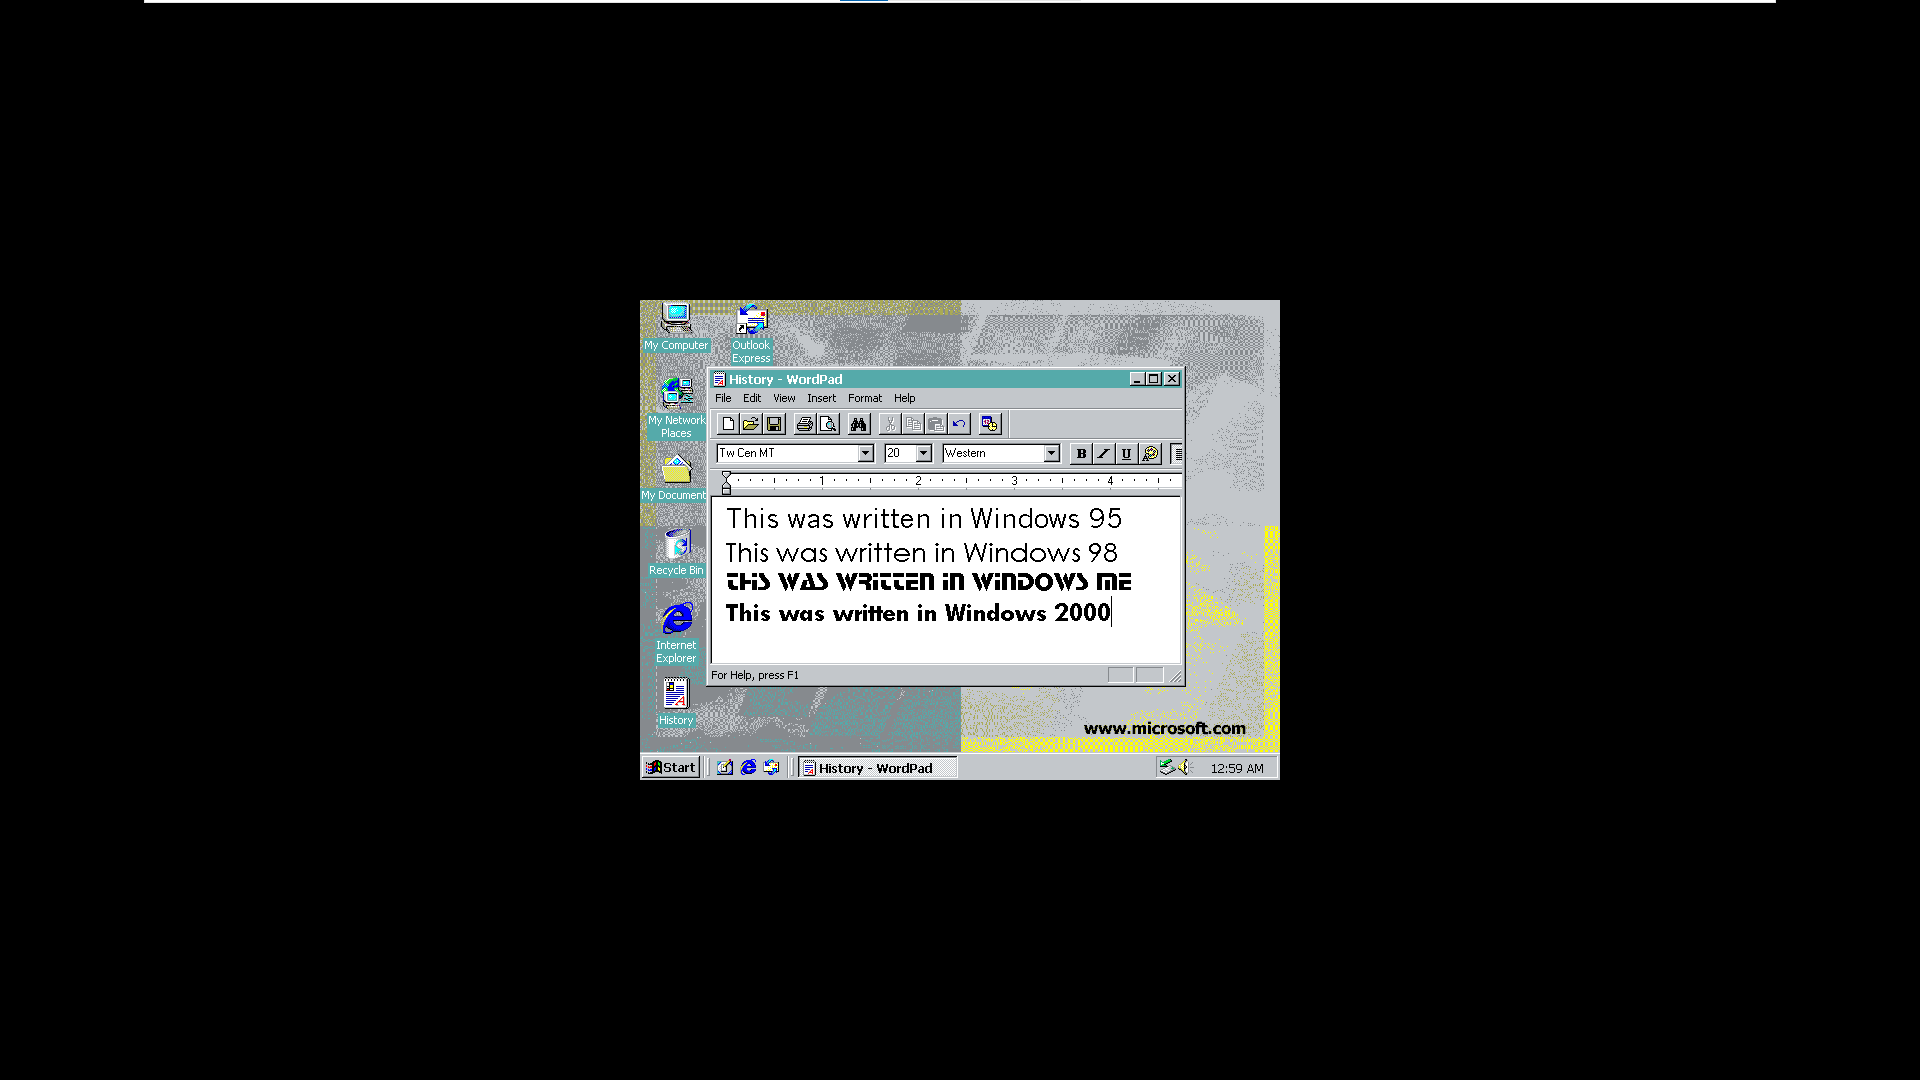 My Computer
Outlook
Express
My Network
Places
My Document
Recycle Bin
Internet
Explorer
History
History - WordPad
File Edit View Insert Format Help
Tw Cen MT 20 Western B I U
1 2 3 4
This was written in Windows 95
This was written in Windows 98
THIS WAS WRITTEN IN WINDOWS ME
This was written in Windows 2000
For Help, press F1
www.microsoft.com
Start History - WordPad 12:59 AM